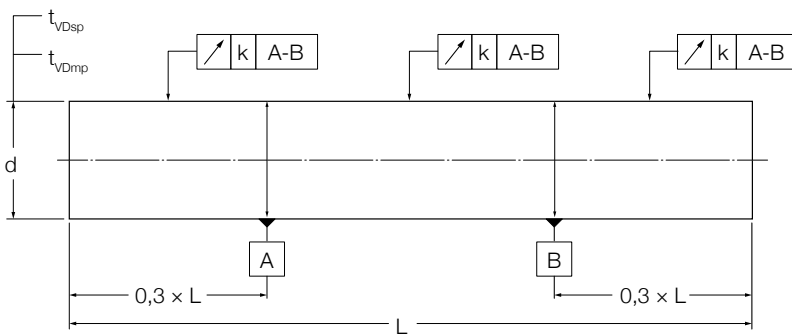 t_VDsp
t_VDmp
k A-B
k A-B
k A-B
d
A
B
0,3 × L
0,3 × L
L